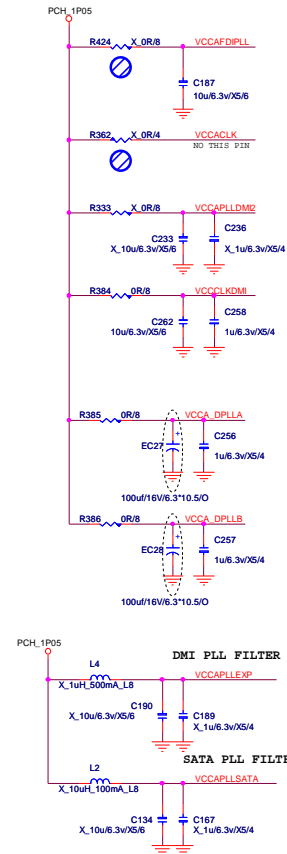 PCH_1P05
R424 X_0R/8 VCCAFDIPLL
C187
10u/6.3v/X5/6
R362 X_0R/4 VCCACLK
NO THIS PIN
R333 X_0R/8 VCCAPLLDMI2
C233 C236
X_10u/6.3v/X5/6 X_1u/6.3v/X5/4
R384 0R/8 VCCCLKDMI
C262 C258
10u/6.3v/X5/6 1u/6.3v/X5/4
R385 0R/8 VCCA_DPLLA
EC27 + C256
1u/6.3v/X5/4
100uf/16V/6.3*10.5/O
R386 0R/8 VCCA_DPLLB
EC28 + C257
1u/6.3v/X5/4
100uf/16V/6.3*10.5/O
PCH_1P05
DMI PLL FILTER
L4 VCCAPLLEXP
X_1uH_500mA_L8
C190 C189
X_10u/6.3v/X5/6 X_1u/6.3v/X5/4
SATA PLL FILTE
L2 VCCAPLLSATA
X_10uH_100mA_L8
C134 C167
X_10u/6.3v/X5/6 X_1u/6.3v/X5/4